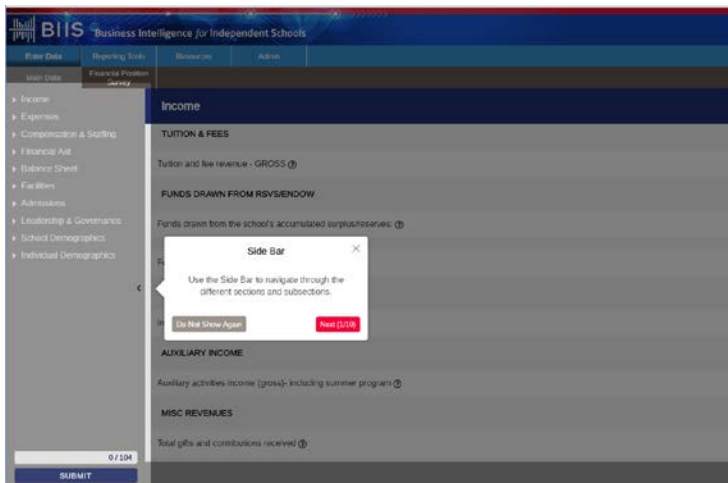 BIIS Business Intelligence for Independent Schools
Enter Data Reporting Tools Resources Admin
Main Data Financial Position Survey
Income
Expenses
Compensation & Staffing
Financial Aid
Balance Sheet
Facilities
Admissions
Leadership & Governance
School Demographics
Individual Demographics
0 / 104
SUBMIT
Income
TUITION & FEES
Tuition and fee revenue - GROSS
FUNDS DRAWN FROM RSVS/ENDOW
Funds drawn from the school's accumulated surplus/reserves:
Side Bar
Use the Side Bar to navigate through the
different sections and subsections.
Do Not Show Again
Next (1/10)
AUXILIARY INCOME
Auxiliary activities income (gross)- including summer program
MISC REVENUES
Total gifts and contributions received